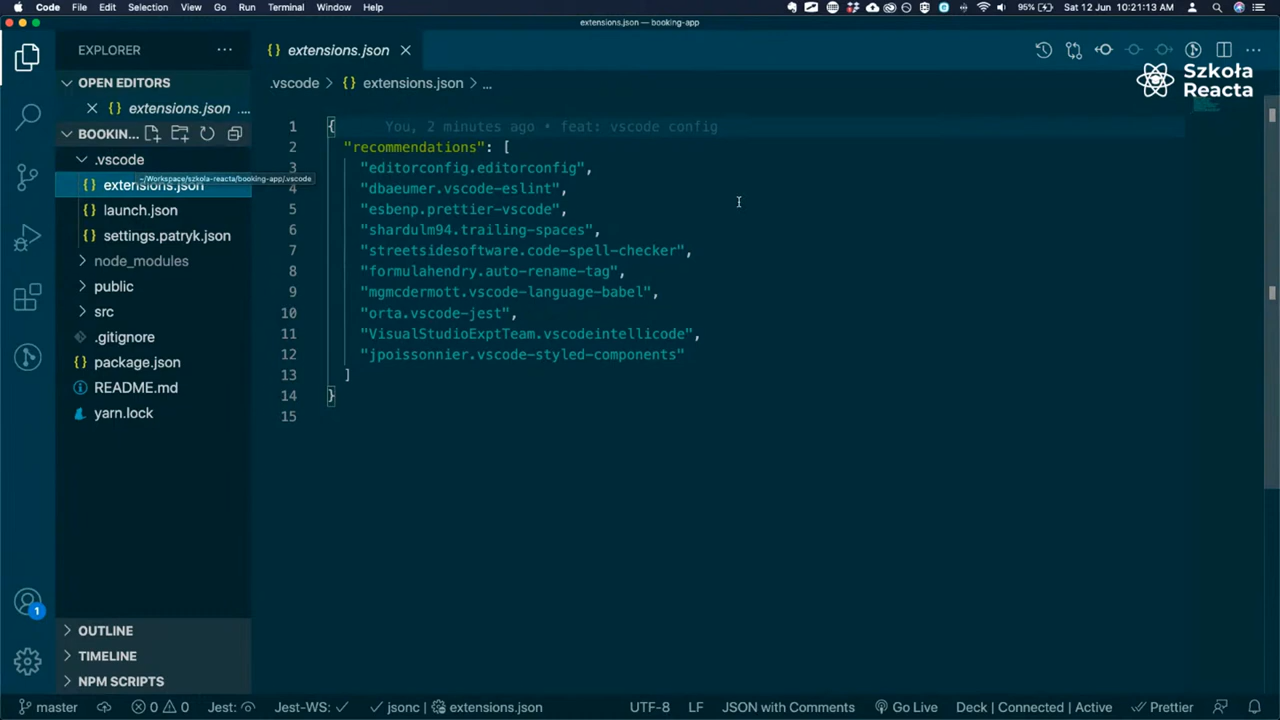 Code File Edit Selection View Go Run Terminal Window Help
95% Sat 12 Jun 10:21:13 AM
extensions.json — booking-app
EXPLORER
extensions.json
Szkoła
Reacta
OPEN EDITORS
extensions.json ...
BOOKIN...
.vscode
~/Workspace/szkola-reacta/booking-app/.vscode
extensions.json
launch.json
settings.patryk.json
node_modules
public
src
.gitignore
package.json
README.md
yarn.lock
OUTLINE
TIMELINE
NPM SCRIPTS
.vscode > extensions.json > ...
1 { You, 2 minutes ago • feat: vscode config
2 "recommendations": [
3 "editorconfig.editorconfig",
4 "dbaeumer.vscode-eslint",
5 "esbenp.prettier-vscode",
6 "shardulm94.trailing-spaces",
7 "streetsidesoftware.code-spell-checker",
8 "formulahendry.auto-rename-tag",
9 "mgmcdermott.vscode-language-babel",
10 "orta.vscode-jest",
11 "VisualStudioExptTeam.vscodeintellicode",
12 "jpoissonnier.vscode-styled-components"
13 ]
14 }
15
1
master 0 0 Jest: Jest-WS: jsonc | extensions.json UTF-8 LF JSON with Comments Go Live Deck | Connected | Active Prettier